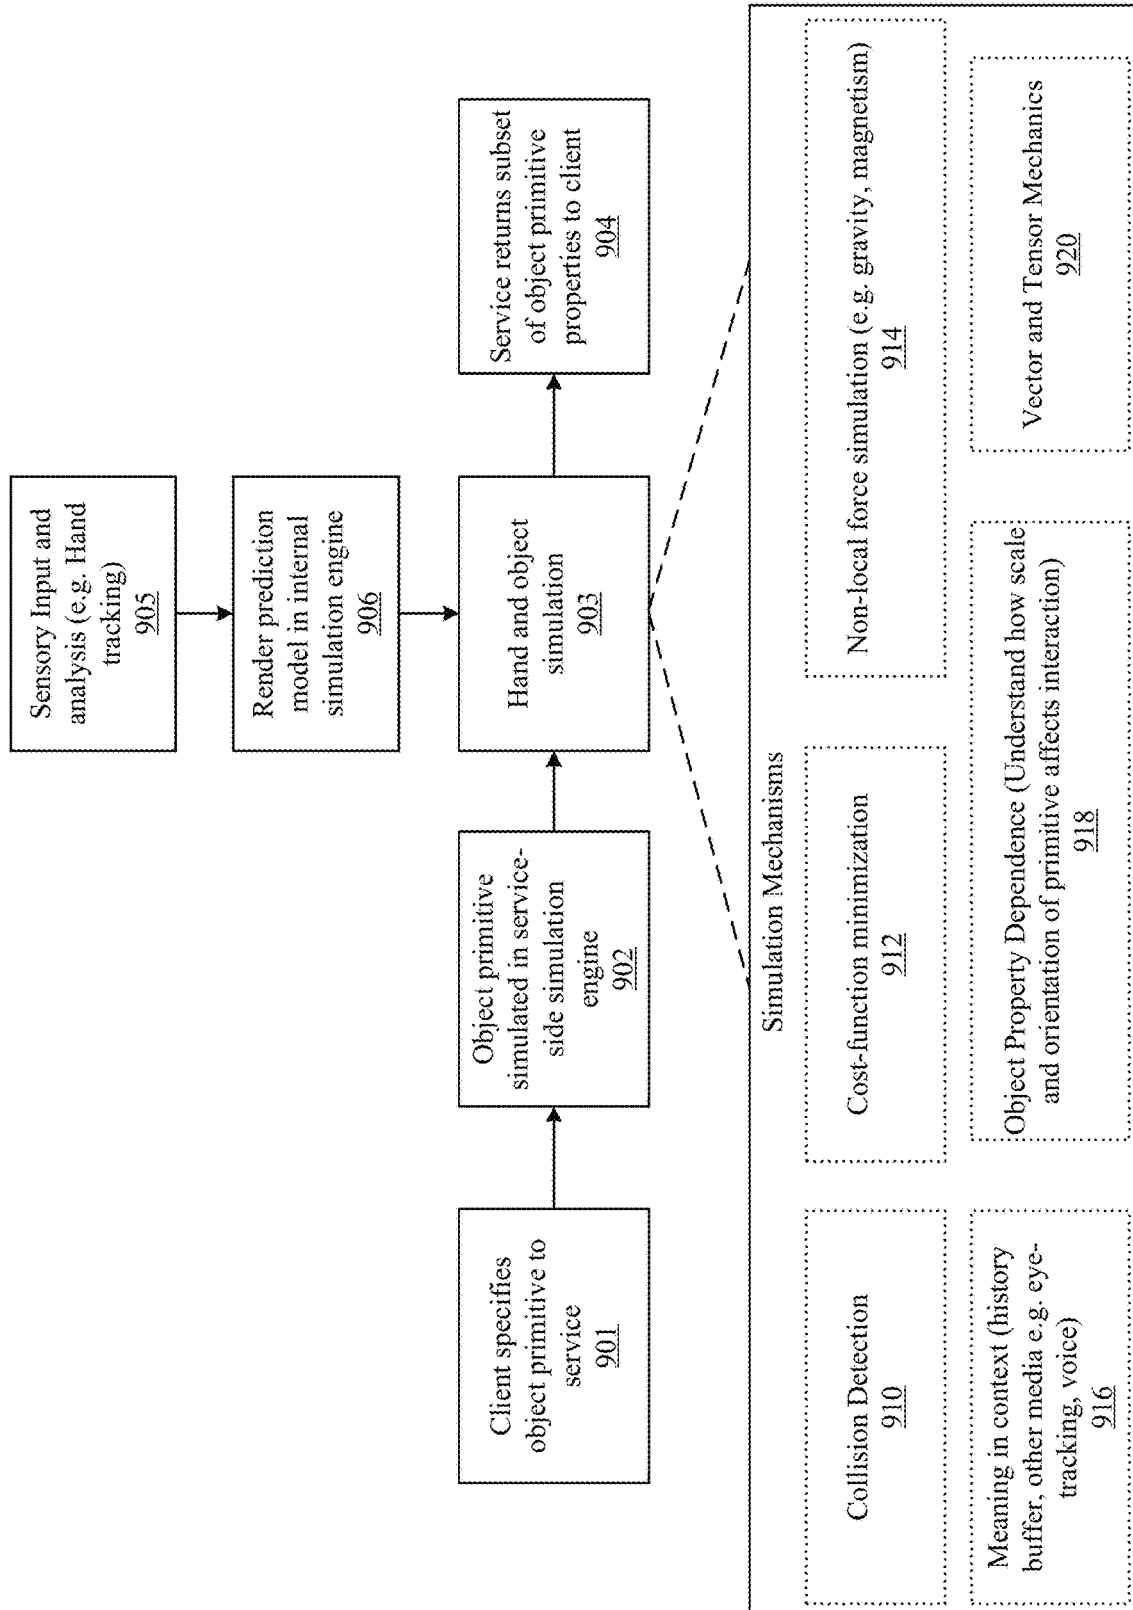 Sensory Input and
analysis (e.g. Hand
tracking)
905
Render prediction
model in internal
simulation engine
906
Client specifies
object primitive to
service
901
Object primitive
simulated in service-
side simulation
engine
902
Hand and object
simulation
903
Service returns subset
of object primitive
properties to client
904
Simulation Mechanisms
Collision Detection
910
Cost-function minimization
912
Non-local force simulation (e.g. gravity, magnetism)
914
Meaning in context (history
buffer, other media e.g. eye-
tracking, voice)
916
Object Property Dependence (Understand how scale
and orientation of primitive affects interaction)
918
Vector and Tensor Mechanics
920